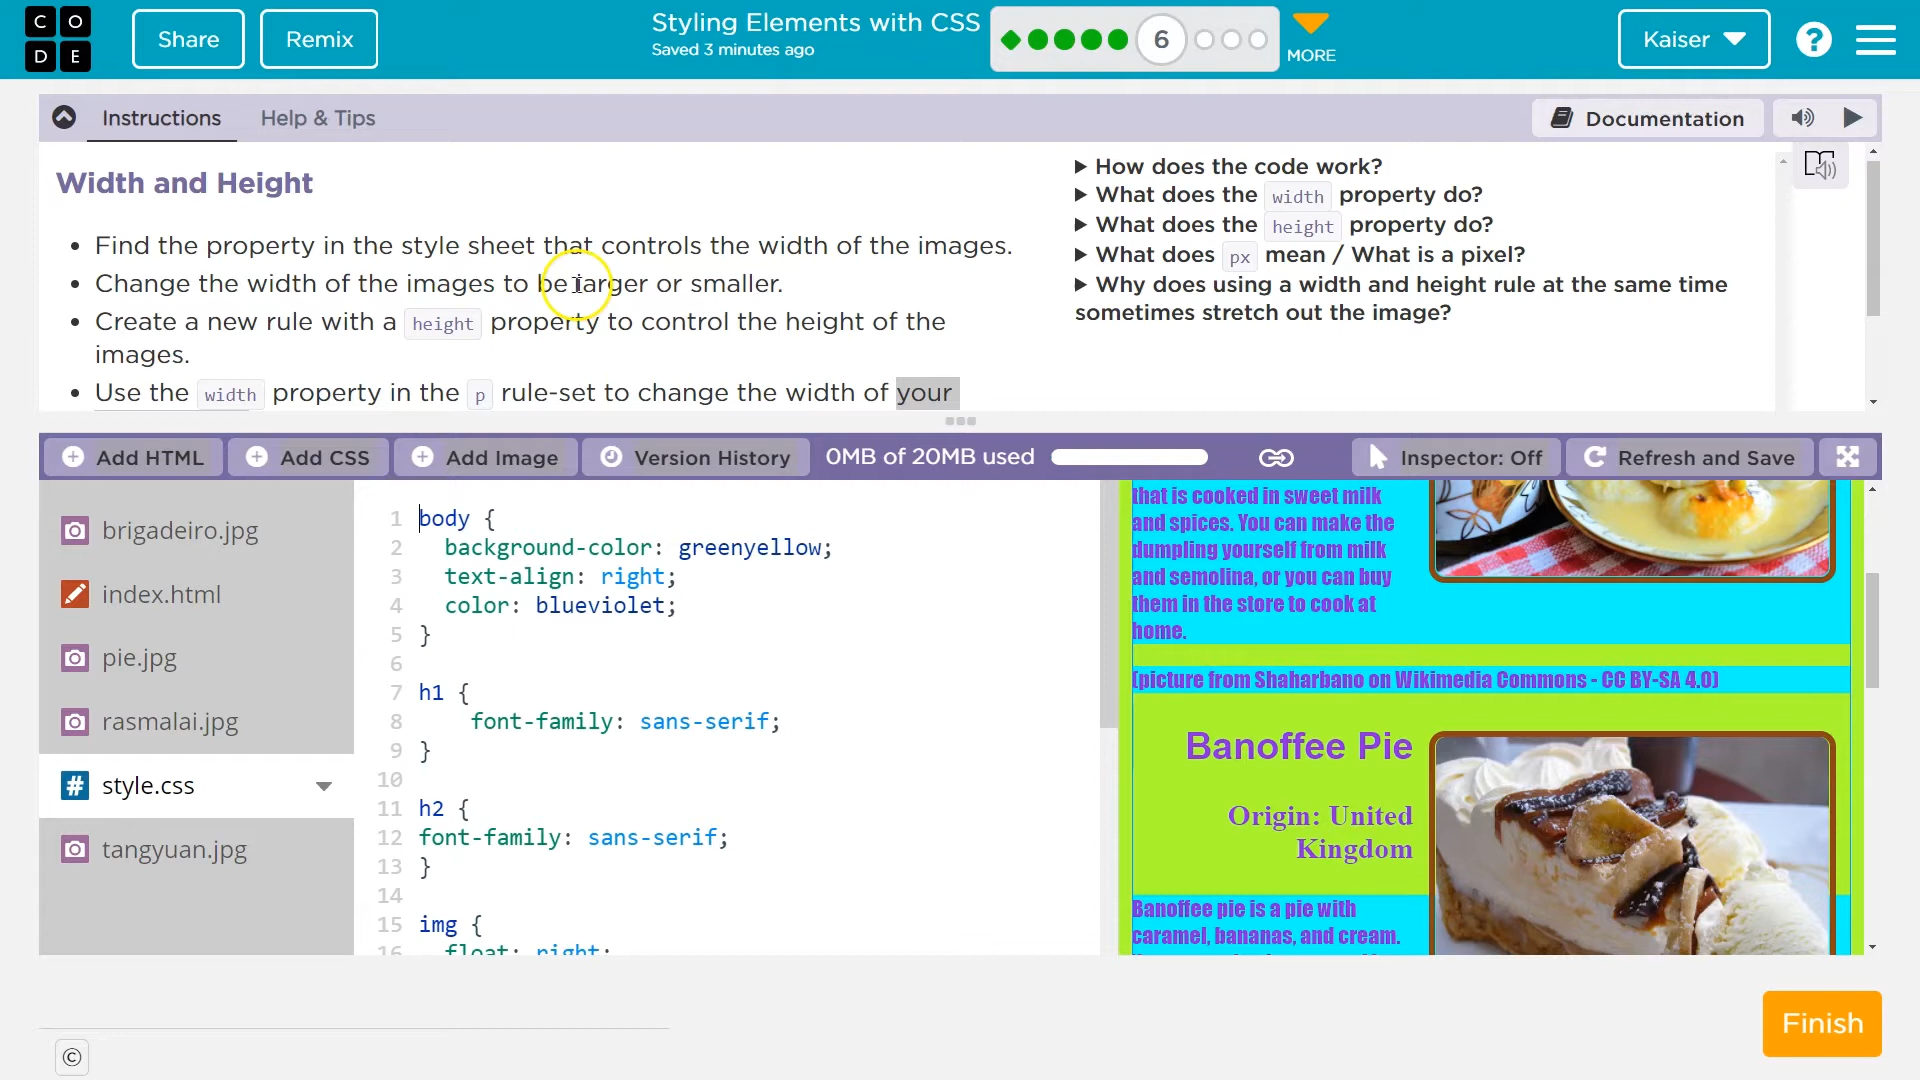 CODE
Share
Remix
Styling Elements with CSS
Saved 3 minutes ago
6
MORE
Kaiser
?
Instructions
Help & Tips
Documentation
Width and Height
• Find the property in the style sheet that controls the width of the images.
• Change the width of the images to be larger or smaller.
• Create a new rule with a height property to control the height of the
images.
• Use the width property in the p rule-set to change the width of your
▶ How does the code work?
▶ What does the width property do?
▶ What does the height property do?
▶ What does px mean / What is a pixel?
▶ Why does using a width and height rule at the same time
sometimes stretch out the image?
Add HTML
Add CSS
Add Image
Version History
0MB of 20MB used
Inspector: Off
Refresh and Save
brigadeiro.jpg
index.html
pie.jpg
rasmalai.jpg
# style.css
tangyuan.jpg
1 body {
2 background-color: greenyellow;
3 text-align: right;
4 color: blueviolet;
5 }
6
7 h1 {
8 font-family: sans-serif;
9 }
10
11 h2 {
12 font-family: sans-serif;
13 }
14
15 img {
16 float: right;
that is cooked in sweet milk
and spices. You can make the
dumpling yourself from milk
and semolina, or you can buy
them in the store to cook at
home.
(picture from Shaharbano on Wikimedia Commons - CC BY-SA 4.0)
Banoffee Pie
Origin: United
Kingdom
Banoffee pie is a pie with
caramel, bananas, and cream.
Finish
©